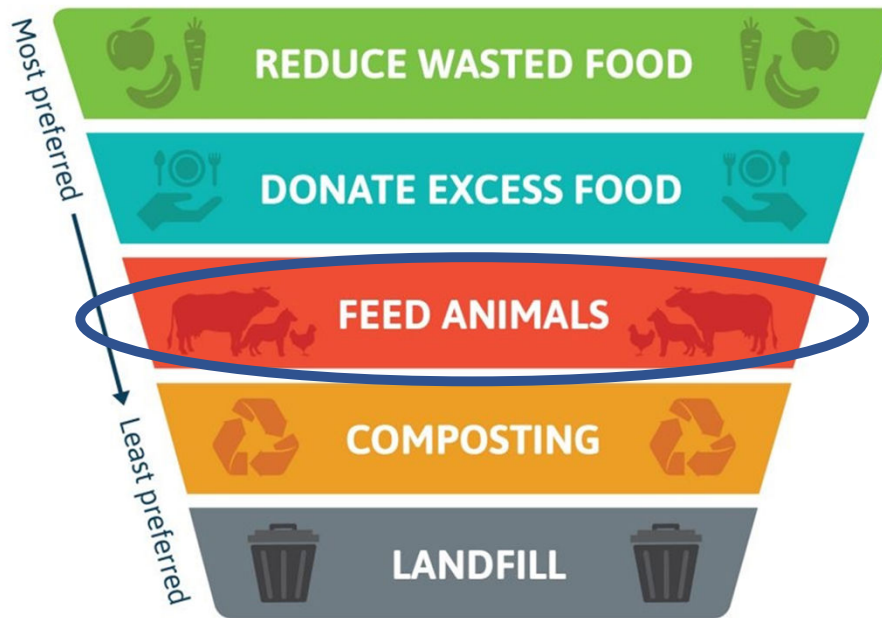 Most preferred
REDUCE WASTED FOOD
DONATE EXCESS FOOD
FEED ANIMALS
COMPOSTING
Least preferred
LANDFILL